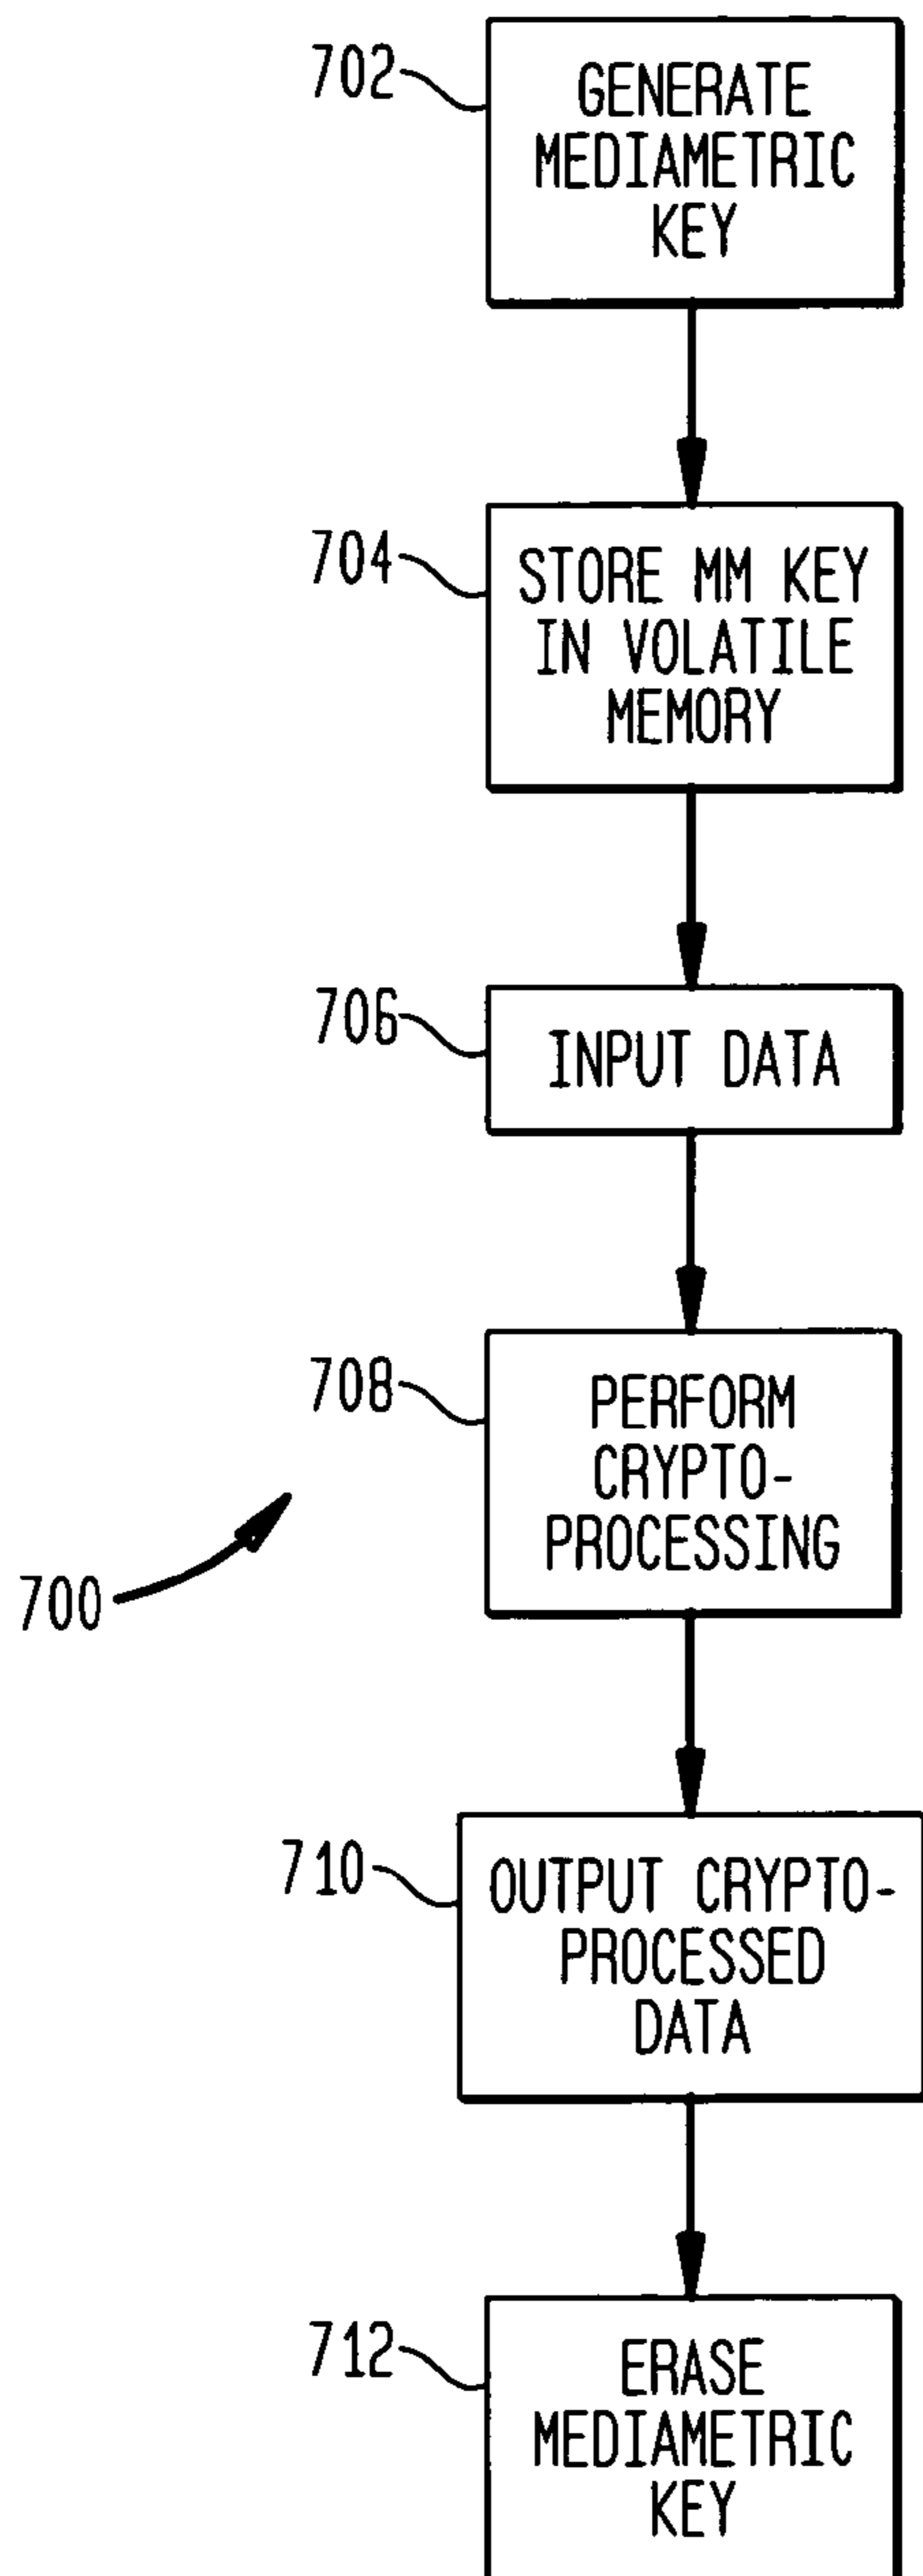 702
GENERATE
MEDIAMETRIC
KEY
704
STORE MM KEY
IN VOLATILE
MEMORY
706
INPUT DATA
708
PERFORM
CRYPTO-
PROCESSING
700
710
OUTPUT CRYPTO-
PROCESSED
DATA
712
ERASE
MEDIAMETRIC
KEY